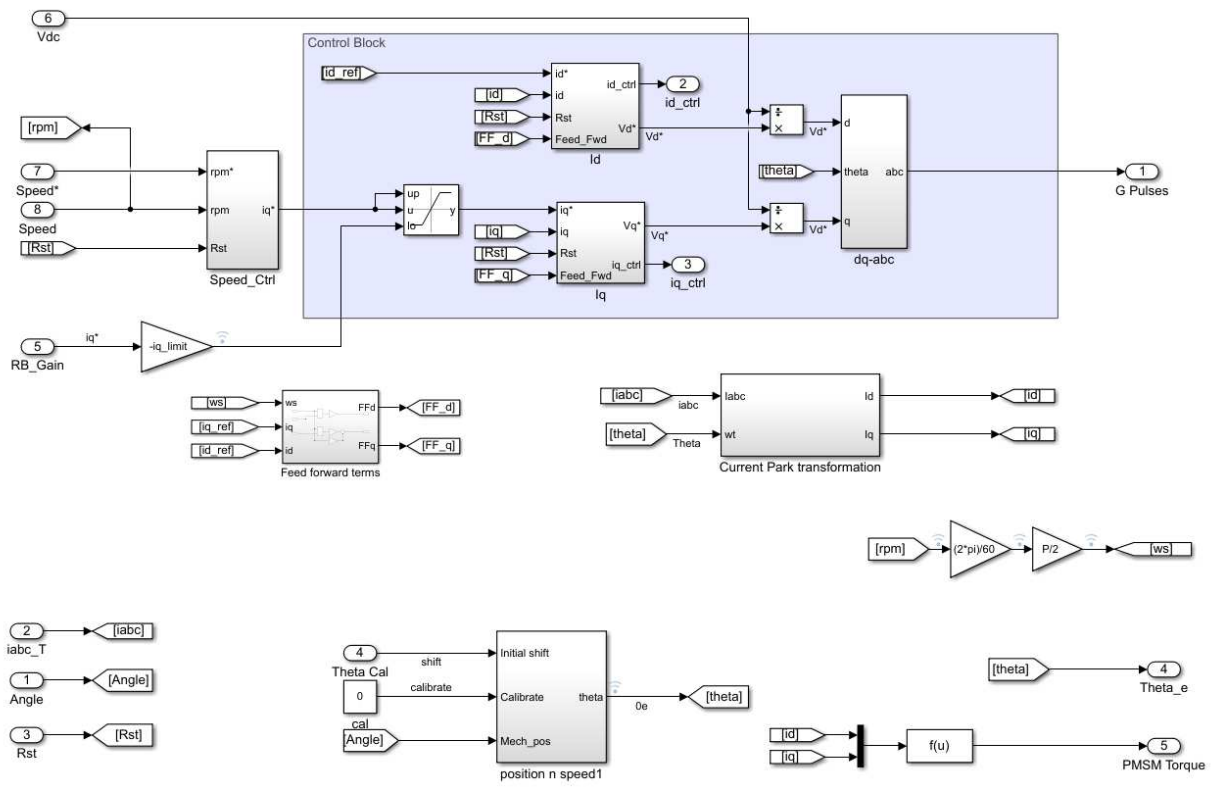 6
Vdc
Control Block
[id_ref]
id*
[id]
id
id_ctrl
2
id_ctrl
[Rst]
Rst
[FF_d]
Feed_Fwd
Vd*
Vd*
Id
÷
×
Vd*
d
[rpm]
7
Speed*
rpm*
8
Speed
rpm
iq*
[Rst]
Rst
Speed_Ctrl
up
u
lo
y
iq*
[iq]
iq
Vq*
Vq*
[Rst]
Rst
[FF_q]
Feed_Fwd
iq_ctrl
3
iq_ctrl
Iq
÷
×
Vd*
[theta]
theta
abc
q
dq-abc
1
G Pulses
5
RB_Gain
iq*
-iq_limit
[ws]
ws
FFd
[FF_d]
[iq_ref]
iq
[id_ref]
id
FFq
[FF_q]
Feed forward terms
[iabc]
iabc
Iabc
Id
[id]
[theta]
Theta
wt
Iq
[iq]
Current Park transformation
[rpm]
(2*pi)/60
P/2
[ws]
2
iabc_T
[iabc]
1
Angle
[Angle]
3
Rst
[Rst]
4
Theta Cal
shift
Initial shift
0
cal
calibrate
Calibrate
theta
0e
[theta]
[Angle]
Mech_pos
position n speed1
[theta]
4
Theta_e
[id]
[iq]
f(u)
5
PMSM Torque